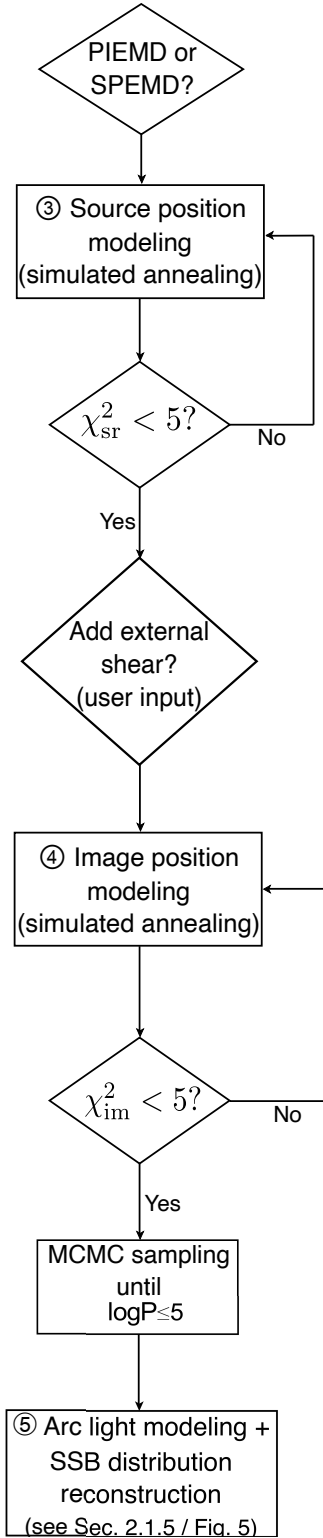 PIEMD or
SPEMD?
③ Source position
modeling
(simulated annealing)
χ²sr < 5?
No
Yes
Add external
shear?
(user input)
④ Image position
modeling
(simulated annealing)
χ²im < 5?
No
Yes
MCMC sampling
until
logP≤5
⑤ Arc light modeling +
SSB distribution
reconstruction
(see Sec. 2.1.5 / Fig. 5)